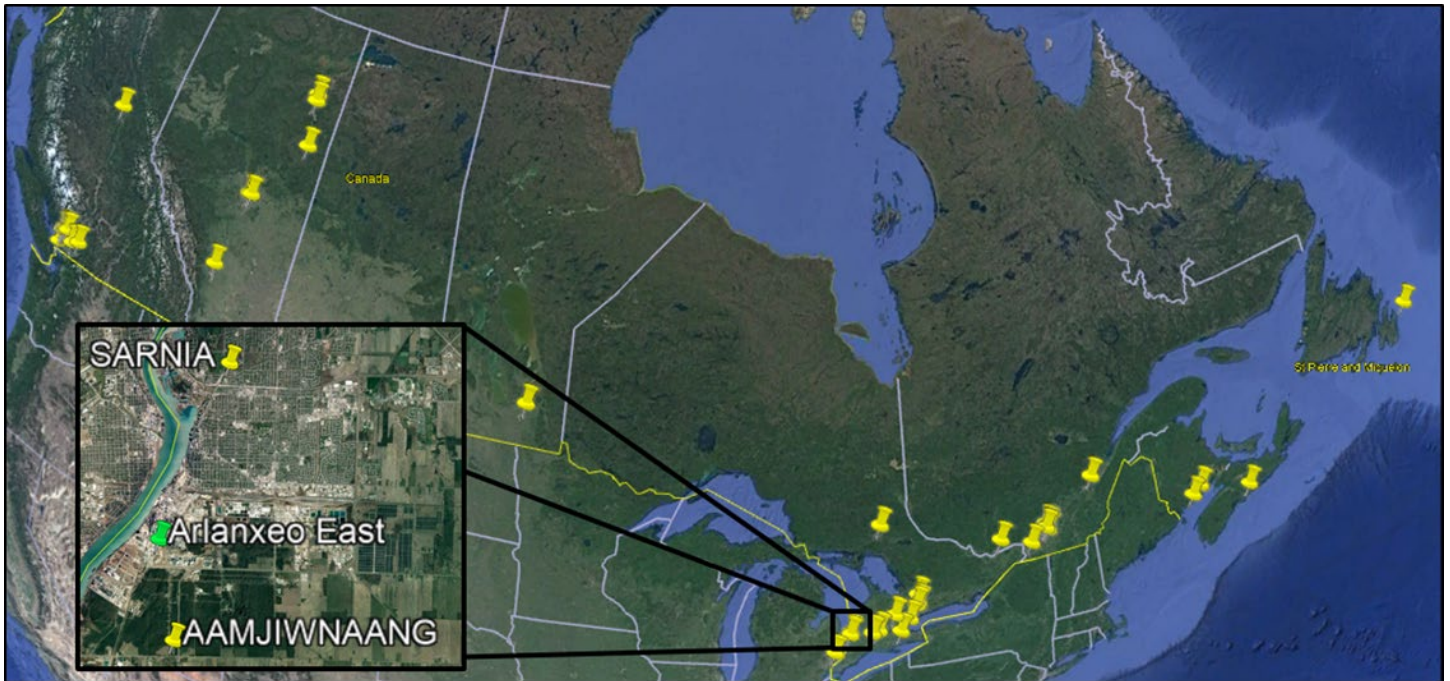 Canada
St Pierre and Miquelon
SARNIA
Arlanxeo East
AAMJIWNAANG